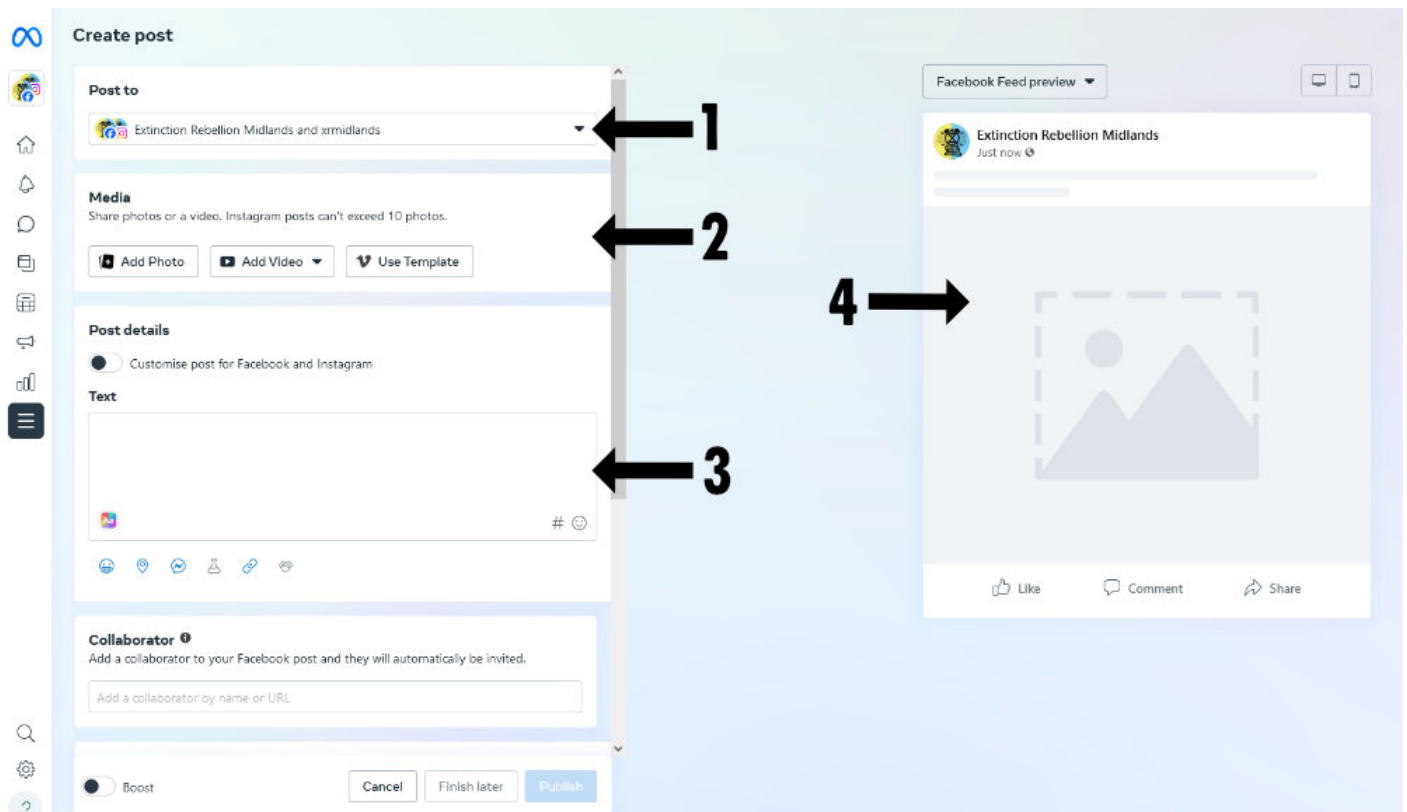 Create post
Post to
Extinction Rebellion Midlands and xrmidlands
1
Media
Share photos or a video. Instagram posts can't exceed 10 photos.
Add Photo
Add Video
Use Template
2
Post details
Customise post for Facebook and Instagram
Text
#
3
Collaborator
Add a collaborator to your Facebook post and they will automatically be invited.
Add a collaborator by name or URL
Boost
Cancel
Finish later
Publish
?
Facebook Feed preview
Extinction Rebellion Midlands
Just now
4
Like
Comment
Share